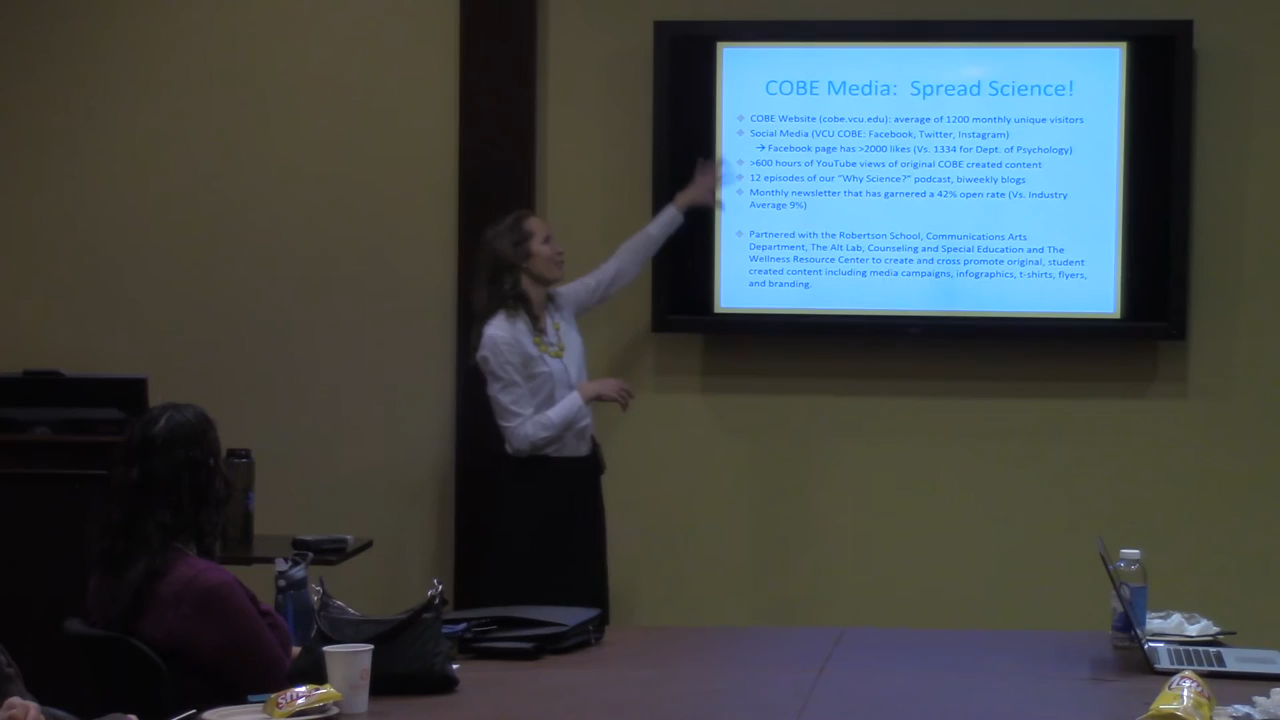 COBE Media: Spread Science!
COBE Website (cobe.vcu.edu): average of 1200 monthly unique visitors
Social Media (VCU COBE: Facebook, Twitter, Instagram)
→ Facebook page has >2000 likes (Vs. 1334 for Dept. of Psychology)
>600 hours of YouTube views of original COBE created content
12 episodes of our "Why Science?" podcast, biweekly blogs
Monthly newsletter that has garnered a 42% open rate (Vs. Industry
Average 9%)
Partnered with the Robertson School, Communications Arts
Department, The Alt Lab, Counseling and Special Education and The
Wellness Resource Center to create and cross promote original, student
created content including media campaigns, infographics, t-shirts, flyers,
and branding.
Lay's